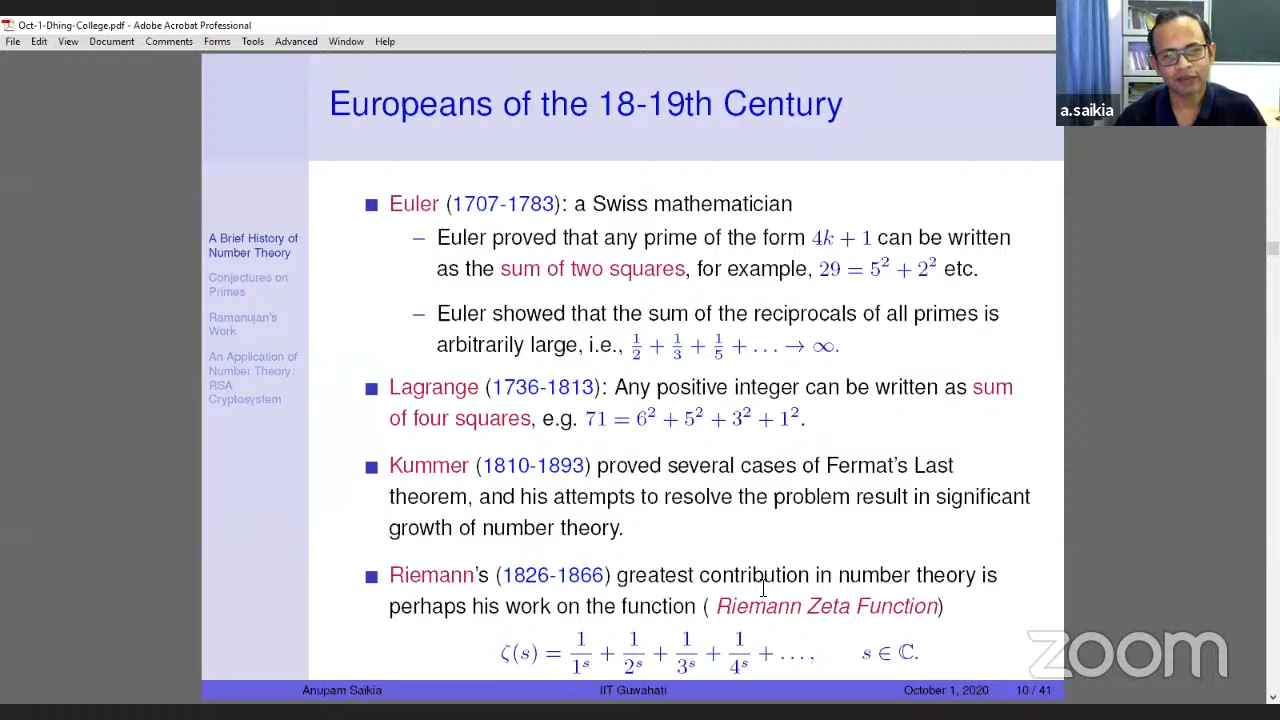 Oct-1-Dhing-College.pdf - Adobe Acrobat Professional
File Edit View Document Comments Forms Tools Advanced Window Help
a.saikia
Europeans of the 18-19th Century
A Brief History of
Number Theory
Conjectures on
Primes
Ramanujan's
Work
An Application of
Number Theory:
RSA
Cryptosystem
■ Euler (1707-1783): a Swiss mathematician
– Euler proved that any prime of the form 4k + 1 can be written
as the sum of two squares, for example, 29 = 5² + 2² etc.
– Euler showed that the sum of the reciprocals of all primes is
arbitrarily large, i.e., 1/2 + 1/3 + 1/5 + ... → ∞.
■ Lagrange (1736-1813): Any positive integer can be written as sum
of four squares, e.g. 71 = 6² + 5² + 3² + 1².
■ Kummer (1810-1893) proved several cases of Fermat's Last
theorem, and his attempts to resolve the problem result in significant
growth of number theory.
■ Riemann's (1826-1866) greatest contribution in number theory is
perhaps his work on the function ( Riemann Zeta Function)
ζ(s) = 1/1ˢ + 1/2ˢ + 1/3ˢ + 1/4ˢ + ..., s ∈ ℂ.
zoom
Anupam Saikia IIT Guwahati October 1, 2020 10 / 41